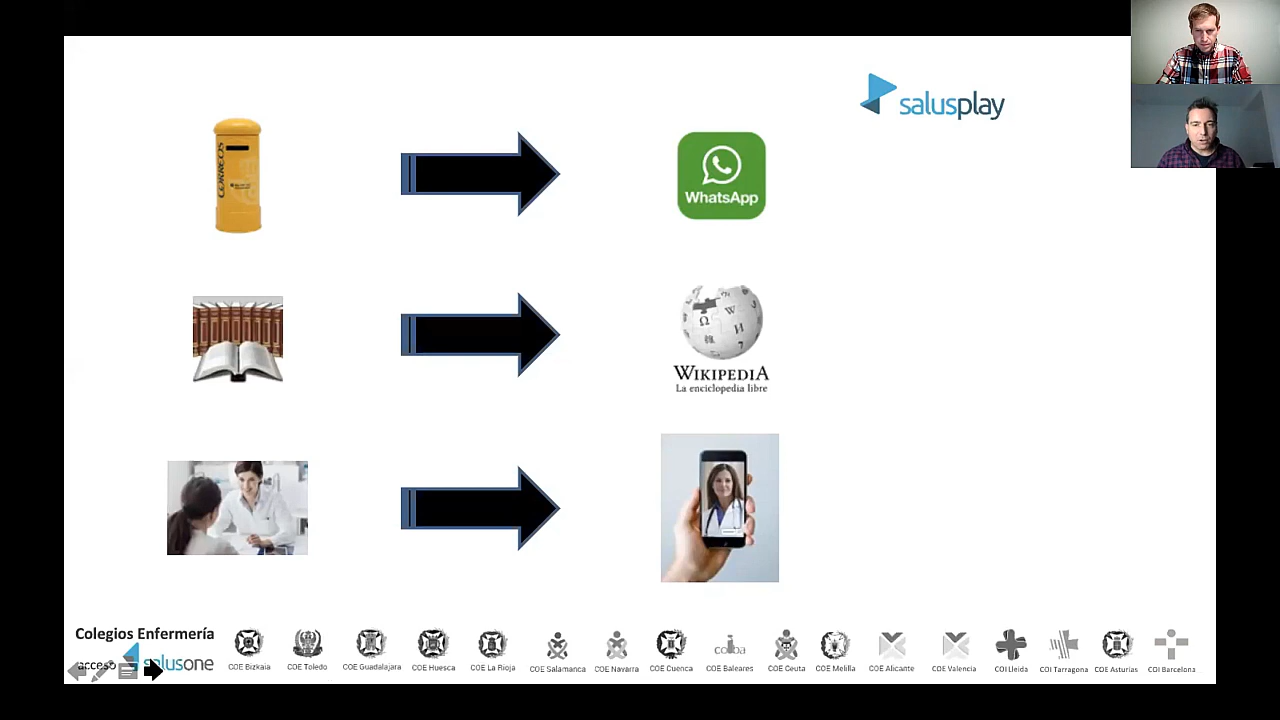 salusplay
CORREOS
WhatsApp
WIKIPEDIA
La enciclopedia libre
Colegios Enfermería
acceso salusone
COE Bizkaia
COE Toledo
COE Guadalajara
COE Huesca
COE La Rioja
COE Salamanca
COE Navarra
COE Cuenca
COE Baleares
COE Ceuta
COE Melilla
COE Alicante
COE Valencia
COI Lleida
COI Tarragona
COE Asturias
COI Barcelona